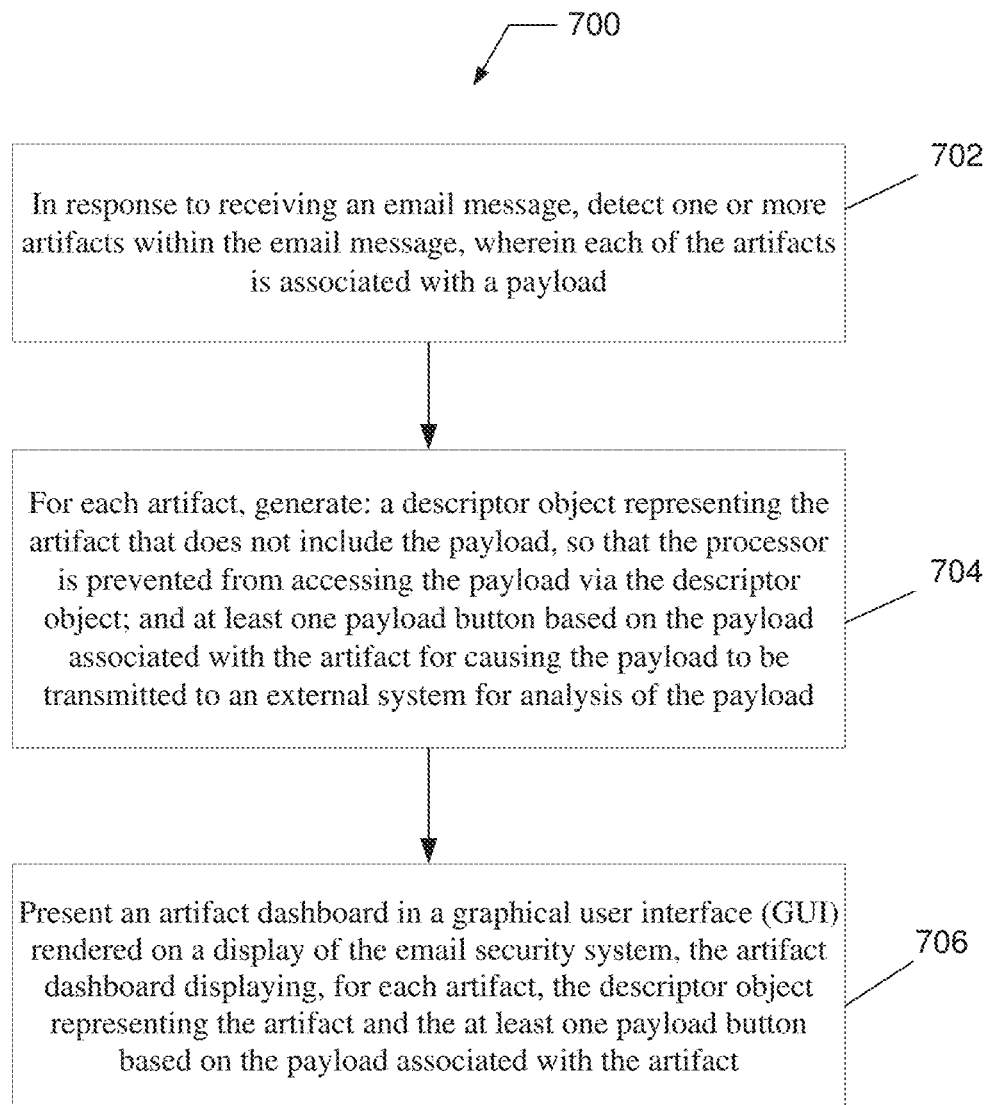 700
702
In response to receiving an email message, detect one or more
artifacts within the email message, wherein each of the artifacts
is associated with a payload
For each artifact, generate: a descriptor object representing the
artifact that does not include the payload, so that the processor
is prevented from accessing the payload via the descriptor
object; and at least one payload button based on the payload
associated with the artifact for causing the payload to be
transmitted to an external system for analysis of the payload
704
Present an artifact dashboard in a graphical user interface (GUI)
rendered on a display of the email security system, the artifact
dashboard displaying, for each artifact, the descriptor object
representing the artifact and the at least one payload button
based on the payload associated with the artifact
706